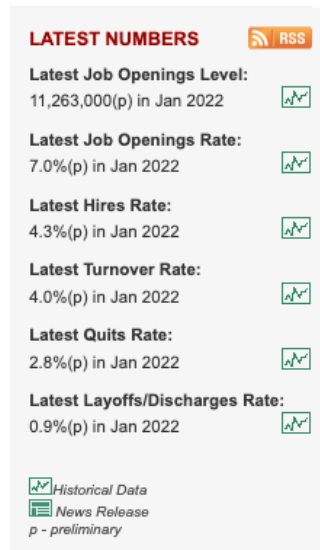 LATEST NUMBERS
RSS
Latest Job Openings Level:
11,263,000(p) in Jan 2022
Latest Job Openings Rate:
7.0%(p) in Jan 2022
Latest Hires Rate:
4.3%(p) in Jan 2022
Latest Turnover Rate:
4.0%(p) in Jan 2022
Latest Quits Rate:
2.8%(p) in Jan 2022
Latest Layoffs/Discharges Rate:
0.9%(p) in Jan 2022
Historical Data
News Release
p - preliminary